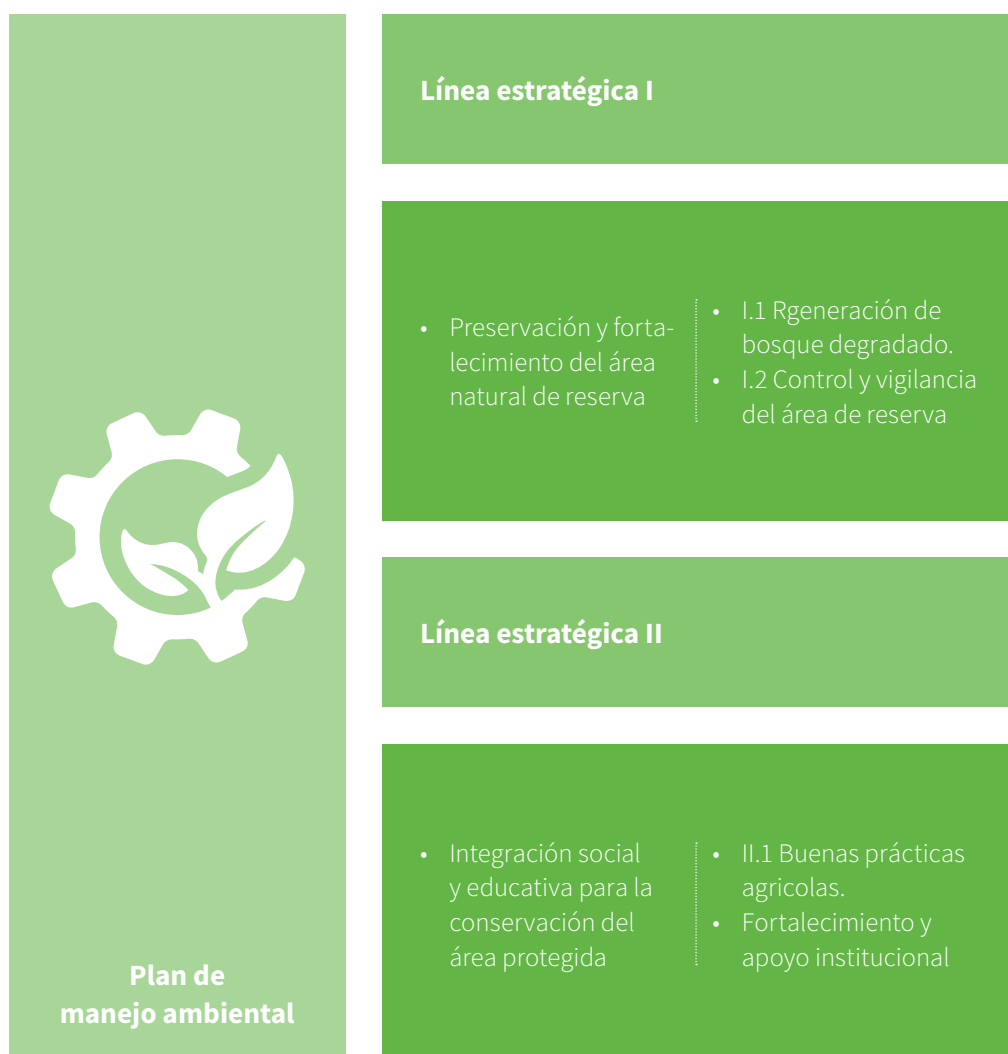 Línea estratégica I
• Preservación y forta-
lecimiento del área
natural de reserva
• I.1 Rgeneración de
bosque degradado.
• I.2 Control y vigilancia
del área de reserva
Línea estratégica II
• Integración social
y educativa para la
conservación del
área protegida
• II.1 Buenas prácticas
agricolas.
• Fortalecimiento y
apoyo institucional
Plan de
manejo ambiental